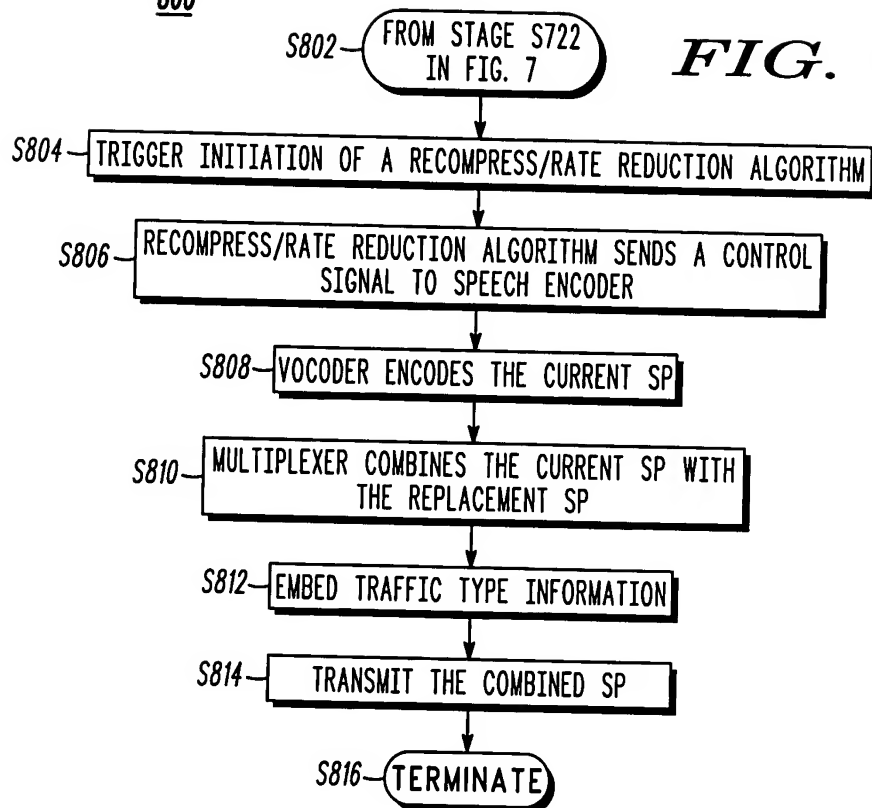 800
S802
FROM STAGE S722
IN FIG. 7
FIG.
S804
TRIGGER INITIATION OF A RECOMPRESS/RATE REDUCTION ALGORITHM
S806
RECOMPRESS/RATE REDUCTION ALGORITHM SENDS A CONTROL
SIGNAL TO SPEECH ENCODER
S808
VOCODER ENCODES THE CURRENT SP
S810
MULTIPLEXER COMBINES THE CURRENT SP WITH
THE REPLACEMENT SP
S812
EMBED TRAFFIC TYPE INFORMATION
S814
TRANSMIT THE COMBINED SP
S816
TERMINATE